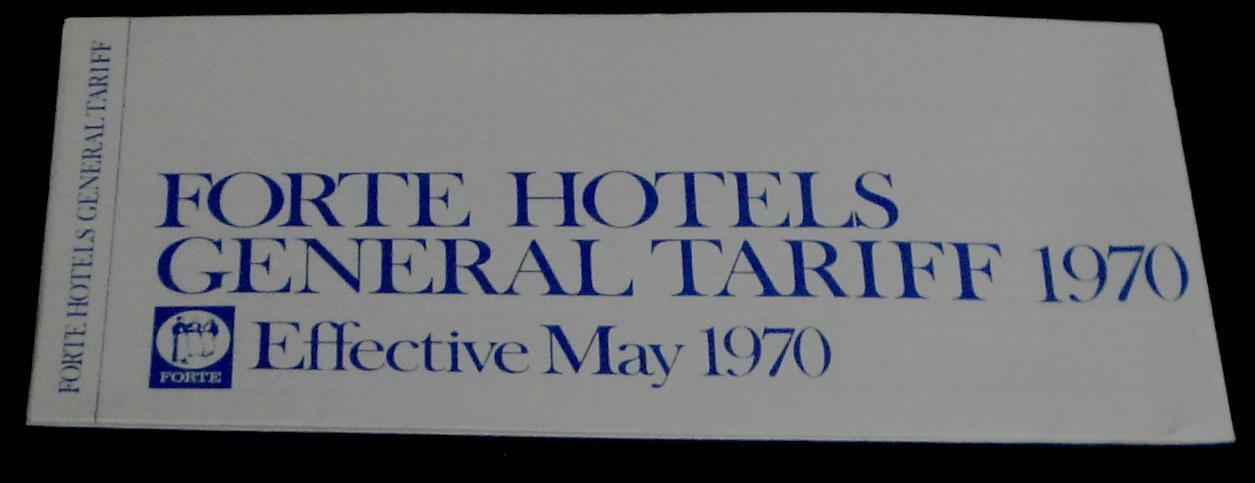 FORTE HOTELS GENERAL TARIFF
FORTE HOTELS
GENERAL TARIFF 1970
FORTE
Effective May 1970